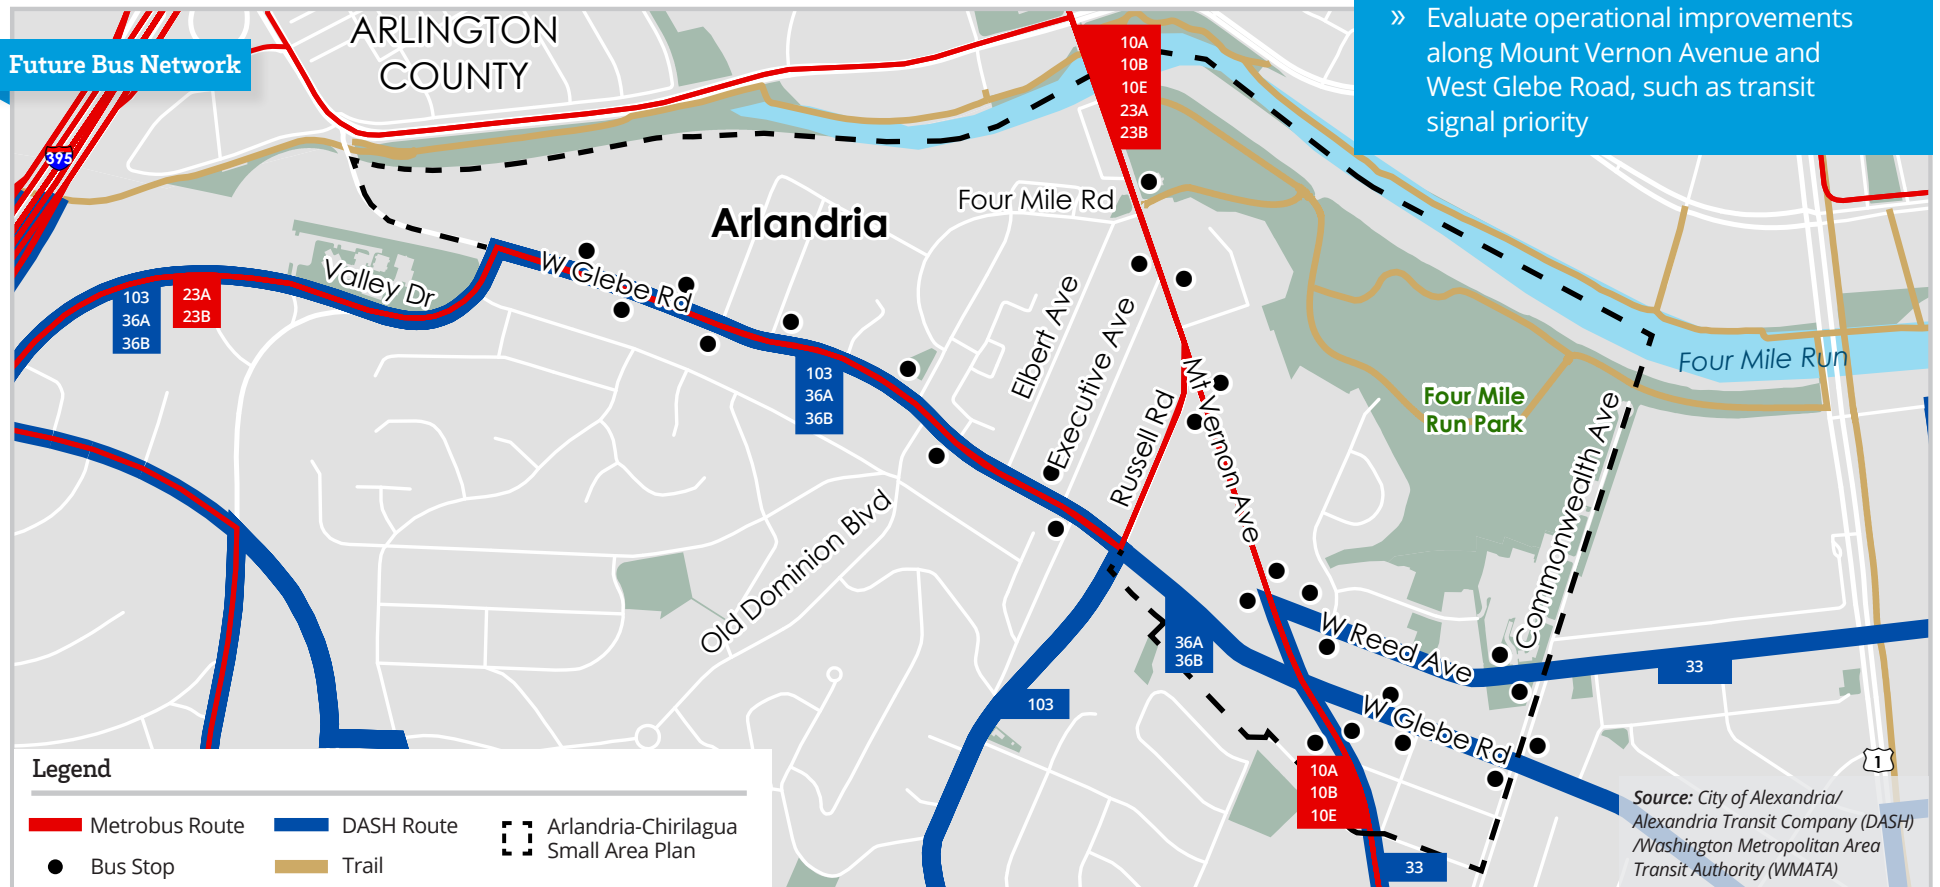 Future Bus Network
ARLINGTON
COUNTY
» Evaluate operational improvements
along Mount Vernon Avenue and
West Glebe Road, such as transit
signal priority
10A
10B
10E
23A
23B
395
Four Mile Rd
Arlandria
Valley Dr
W Glebe Rd
103
36A
36B
23A
23B
103
36A
36B
Elbert Ave
Executive Ave
Russell Rd
Mt Vernon Ave
Four Mile Run
Four Mile
Run Park
Commonwealth Ave
Old Dominion Blvd
36A
36B
W Reed Ave
33
103
W Glebe Rd
10A
10B
10E
33
1
Legend
Metrobus Route
DASH Route
Arlandria-Chirilagua
Small Area Plan
Bus Stop
Trail
Source: City of Alexandria/
Alexandria Transit Company (DASH)
/Washington Metropolitan Area
Transit Authority (WMATA)